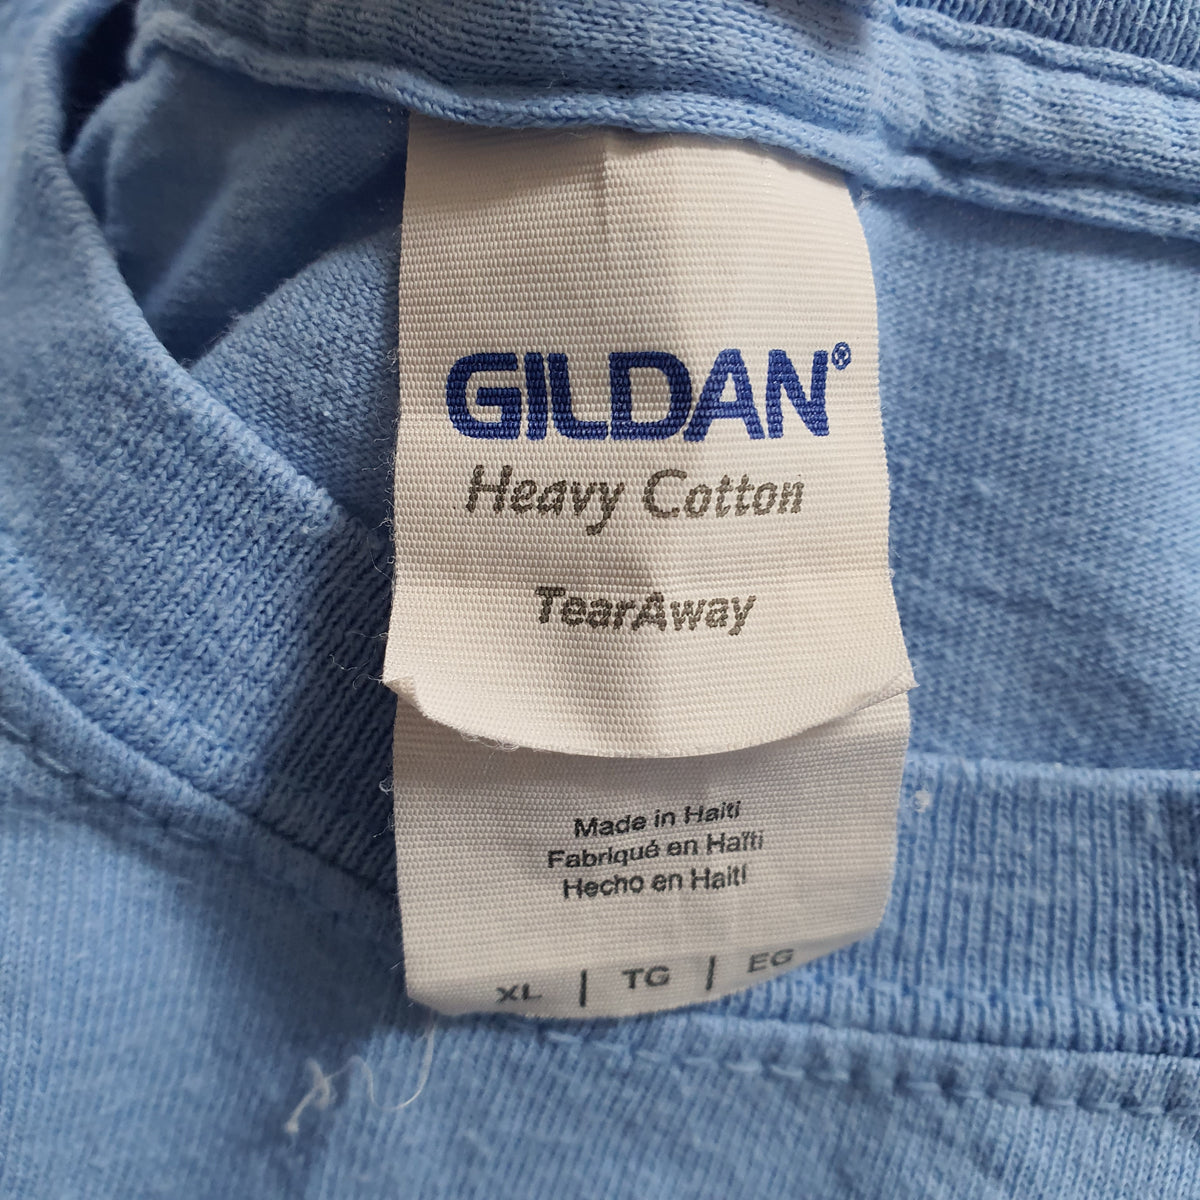 GILDAN®
Heavy Cotton
TearAway
Made in Haiti
Fabriqué en Haïti
Hecho en Haití
XL | TG | EG